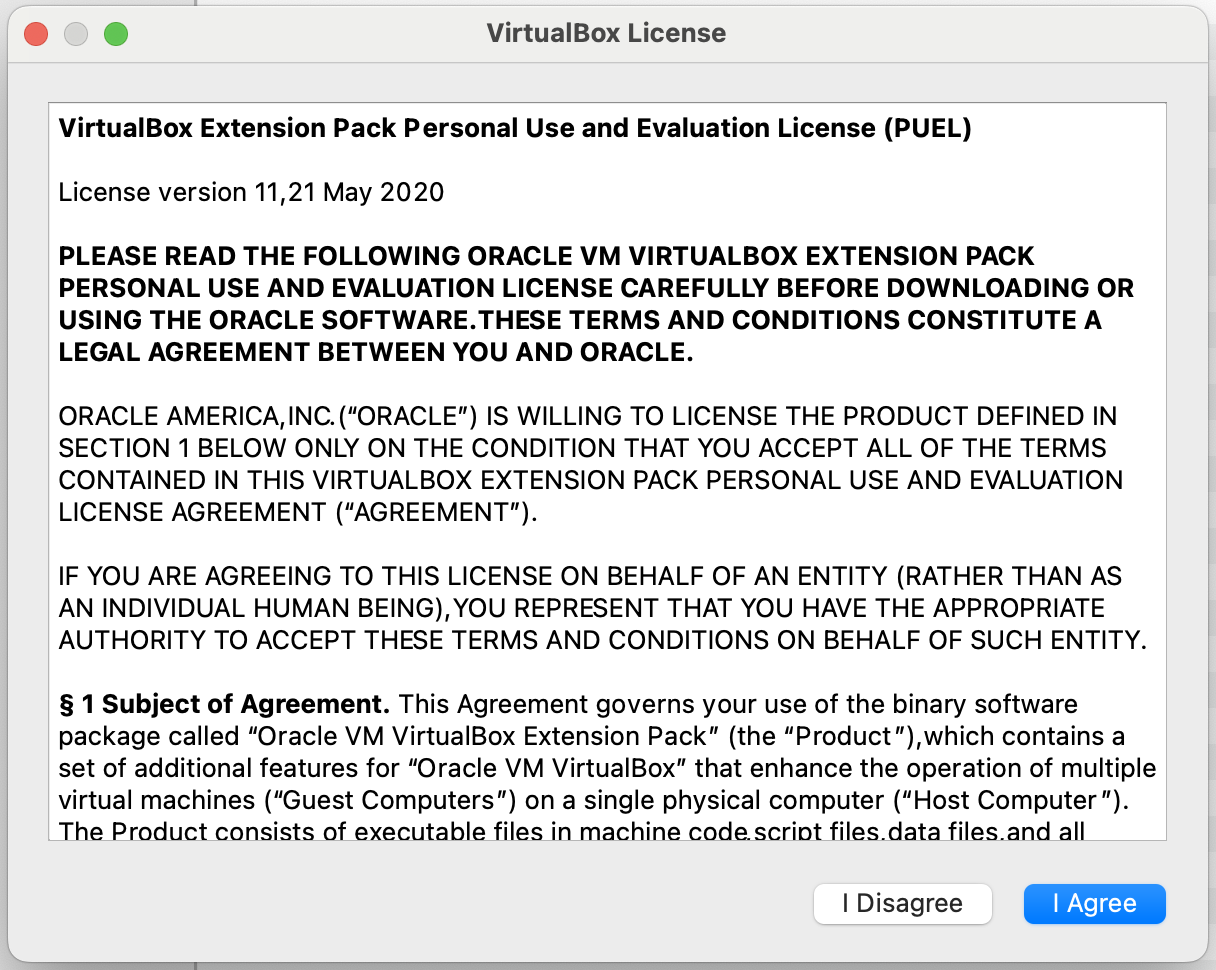 VirtualBox License
VirtualBox Extension Pack Personal Use and Evaluation License (PUEL)
License version 11,21 May 2020
PLEASE READ THE FOLLOWING ORACLE VM VIRTUALBOX EXTENSION PACK
PERSONAL USE AND EVALUATION LICENSE CAREFULLY BEFORE DOWNLOADING OR
USING THE ORACLE SOFTWARE.THESE TERMS AND CONDITIONS CONSTITUTE A
LEGAL AGREEMENT BETWEEN YOU AND ORACLE.
ORACLE AMERICA,INC.(“ORACLE”) IS WILLING TO LICENSE THE PRODUCT DEFINED IN
SECTION 1 BELOW ONLY ON THE CONDITION THAT YOU ACCEPT ALL OF THE TERMS
CONTAINED IN THIS VIRTUALBOX EXTENSION PACK PERSONAL USE AND EVALUATION
LICENSE AGREEMENT (“AGREEMENT”).
IF YOU ARE AGREEING TO THIS LICENSE ON BEHALF OF AN ENTITY (RATHER THAN AS
AN INDIVIDUAL HUMAN BEING),YOU REPRESENT THAT YOU HAVE THE APPROPRIATE
AUTHORITY TO ACCEPT THESE TERMS AND CONDITIONS ON BEHALF OF SUCH ENTITY.
§ 1 Subject of Agreement. This Agreement governs your use of the binary software
package called “Oracle VM VirtualBox Extension Pack” (the “Product”),which contains a
set of additional features for “Oracle VM VirtualBox” that enhance the operation of multiple
virtual machines (“Guest Computers”) on a single physical computer (“Host Computer”).
The Product consists of executable files in machine code,script files,data files,and all
I Disagree
I Agree